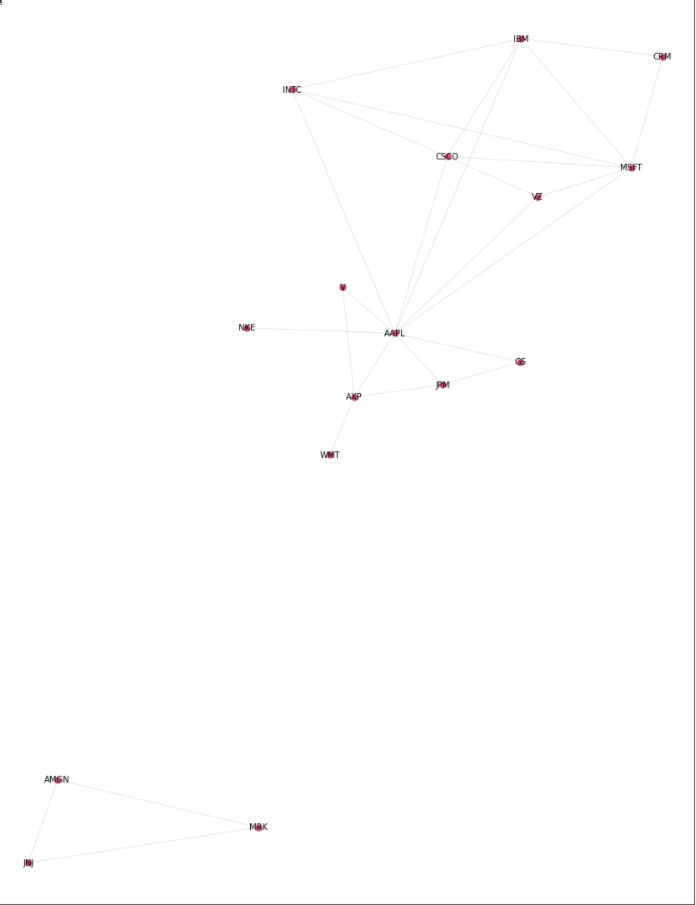 IBM
CRM
INTC
CSCO
MSFT
VZ
V
NKE
AAPL
GS
JPM
AXP
WMT
AMGN
MRK
JNJ